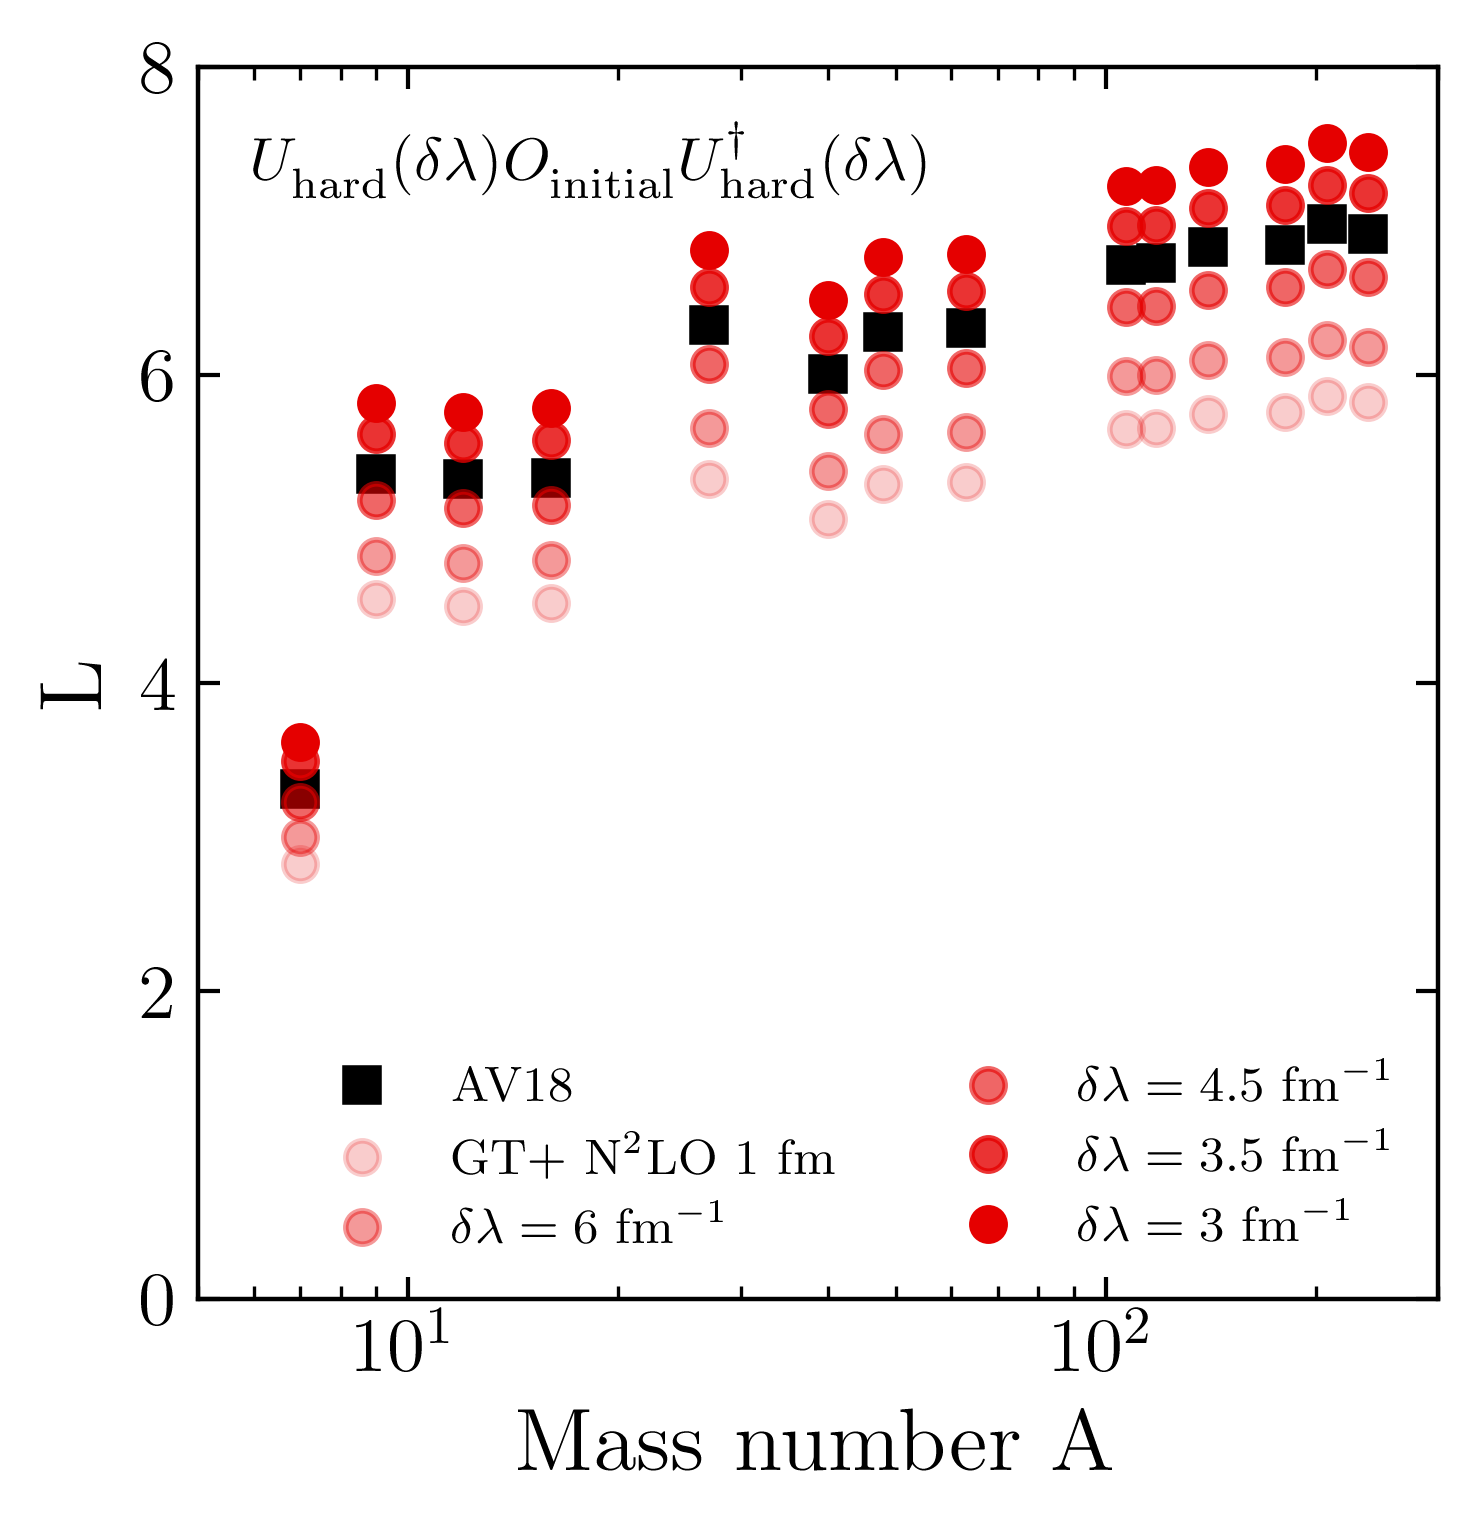 8
U_hard(δλ)O_initial U†_hard(δλ)
6
L
4
2
AV18
GT+ N²LO 1 fm
δλ = 6 fm⁻¹
δλ = 4.5 fm⁻¹
δλ = 3.5 fm⁻¹
δλ = 3 fm⁻¹
0
10¹ 10²
Mass number A